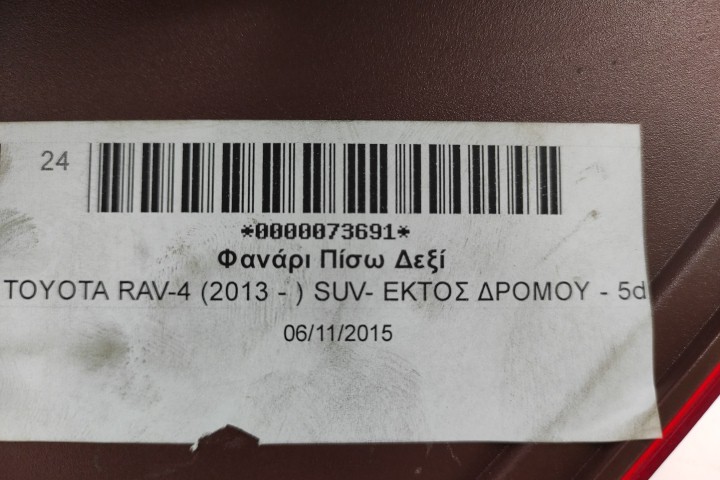 24
*0000073691*
Φανάρι Πίσω Δεξί
TOYOTA RAV-4 (2013 - ) SUV- ΕΚΤΟΣ ΔΡΟΜΟΥ - 5d
06/11/2015